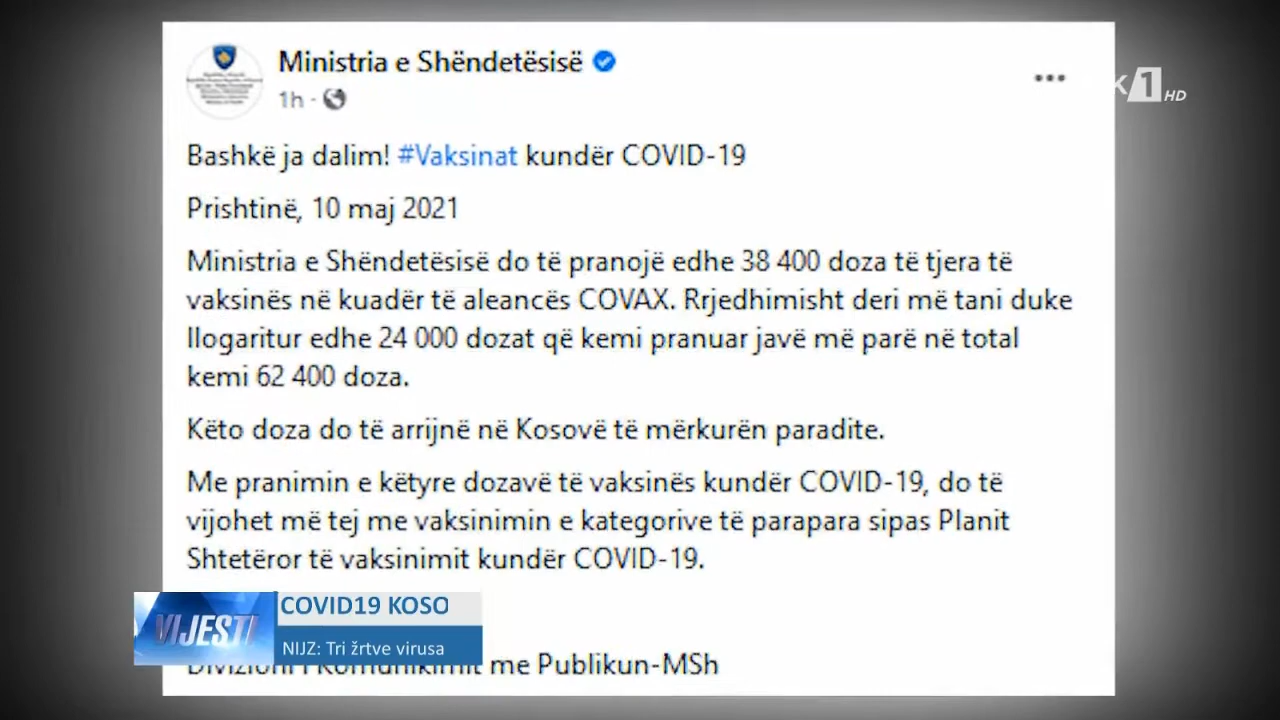 Ministria e Shëndetësisë
1h ·
K1 HD
Bashkë ja dalim! #Vaksinat kundër COVID-19
Prishtinë, 10 maj 2021
Ministria e Shëndetësisë do të pranojë edhe 38 400 doza të tjera të
vaksinës në kuadër të aleancës COVAX. Rrjedhimisht deri më tani duke
llogaritur edhe 24 000 dozat që kemi pranuar javë më parë në total
kemi 62 400 doza.
Këto doza do të arrijnë në Kosovë të mërkurën paradite.
Me pranimin e këtyre dozavë të vaksinës kundër COVID-19, do të
vijohet më tej me vaksinimin e kategorive të parapara sipas Planit
Shtetëror të vaksinimit kundër COVID-19.
VIJESTI
COVID19 KOSO
NIJZ: Tri žrtve virusa
Divizioni i Komunikimit me Publikun-MSh